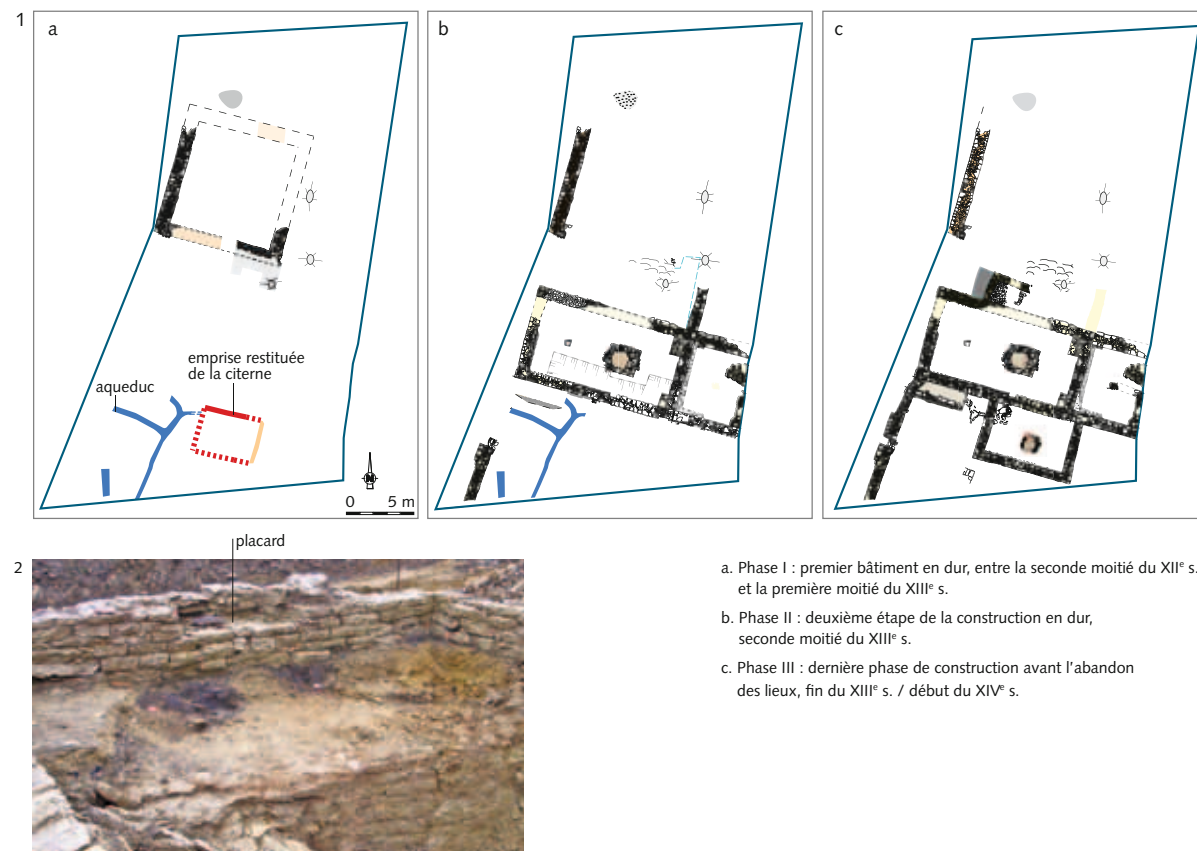 1
a
b
c
emprise restituée
de la citerne
aqueduc
N
0 5 m
placard
2
a. Phase I : premier bâtiment en dur, entre la seconde moitié du XIIᵉ s.
et la première moitié du XIIIᵉ s.
b. Phase II : deuxième étape de la construction en dur,
seconde moitié du XIIIᵉ s.
c. Phase III : dernière phase de construction avant l'abandon
des lieux, fin du XIIIᵉ s. / début du XIVᵉ s.